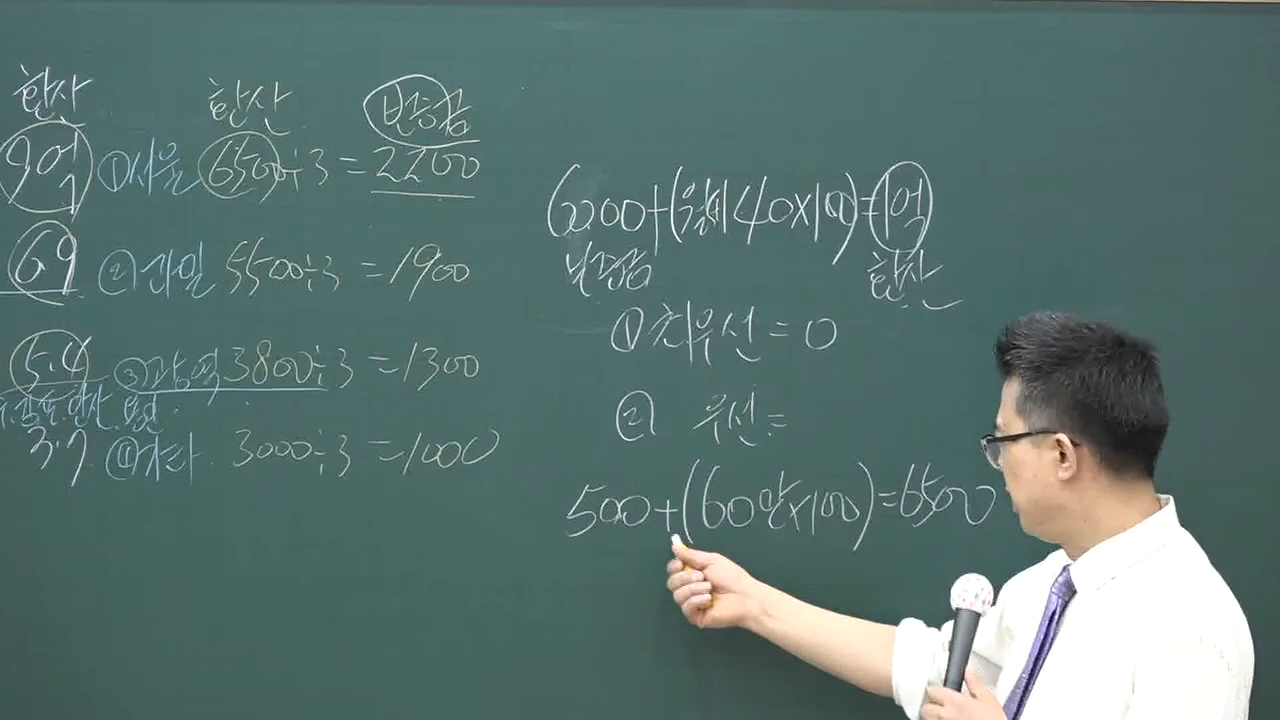 환산 환산 보증금
9억 ①서울 6500÷3 = 2200
6.9 ②과밀 5500÷3 = 1900
5.4 ③광역 3800÷3 = 1300
3.7 ④기타 3000÷3 = 1000
6000+(월세 40×100)=1억
보증금 환산
① 최우선 = 0
② 우선 =
500+(60만×100)=6500